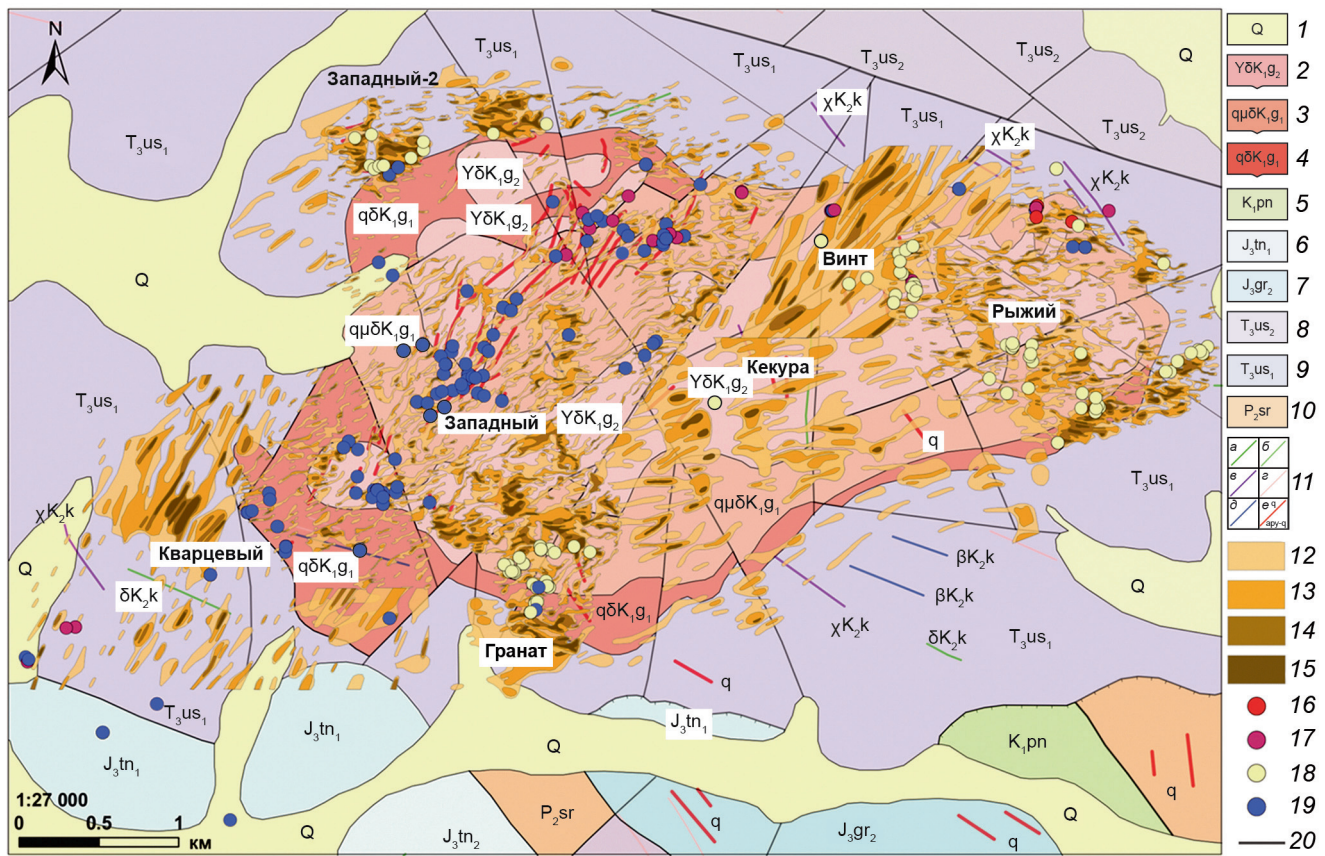 N
Западный-2
T₃us₁
T₃us₂
T₃us₁
T₃us₂
Q
T₃us₁
χK₂k
T₃us₁
T₃us₂
χK₂k
χK₂k
YδK₁g₂
qδK₁g₁
YδK₁g₂
Q
Винт
Рыжий
qμδK₁g₁
Кекура
YδK₁g₂
T₃us₁
Западный
YδK₁g₂
q
T₃us₁
qμδK₁g₁
χK₂k
Кварцевый
Q
qδK₁g₁
βK₂k
Q
δK₂k
βK₂k
qδK₁g₁
χK₂k
δK₂k
T₃us₁
Гранат
q
T₃us₁
J₃tn₁
J₃tn₁
Q
K₁pn
J₃tn₁
q
1:27 000
0 0.5 1
км
Q
J₃tn₂
P₂sr
q
J₃gr₂
q
Q
Q 1
YδK₁g₂ 2
qμδK₁g₁ 3
qδK₁g₁ 4
K₁pn 5
J₃tn₁ 6
J₃gr₂ 7
T₃us₂ 8
T₃us₁ 9
P₂sr 10
а б
в г 11
д е q
apy-q
12
13
14
15
16
17
18
19
20